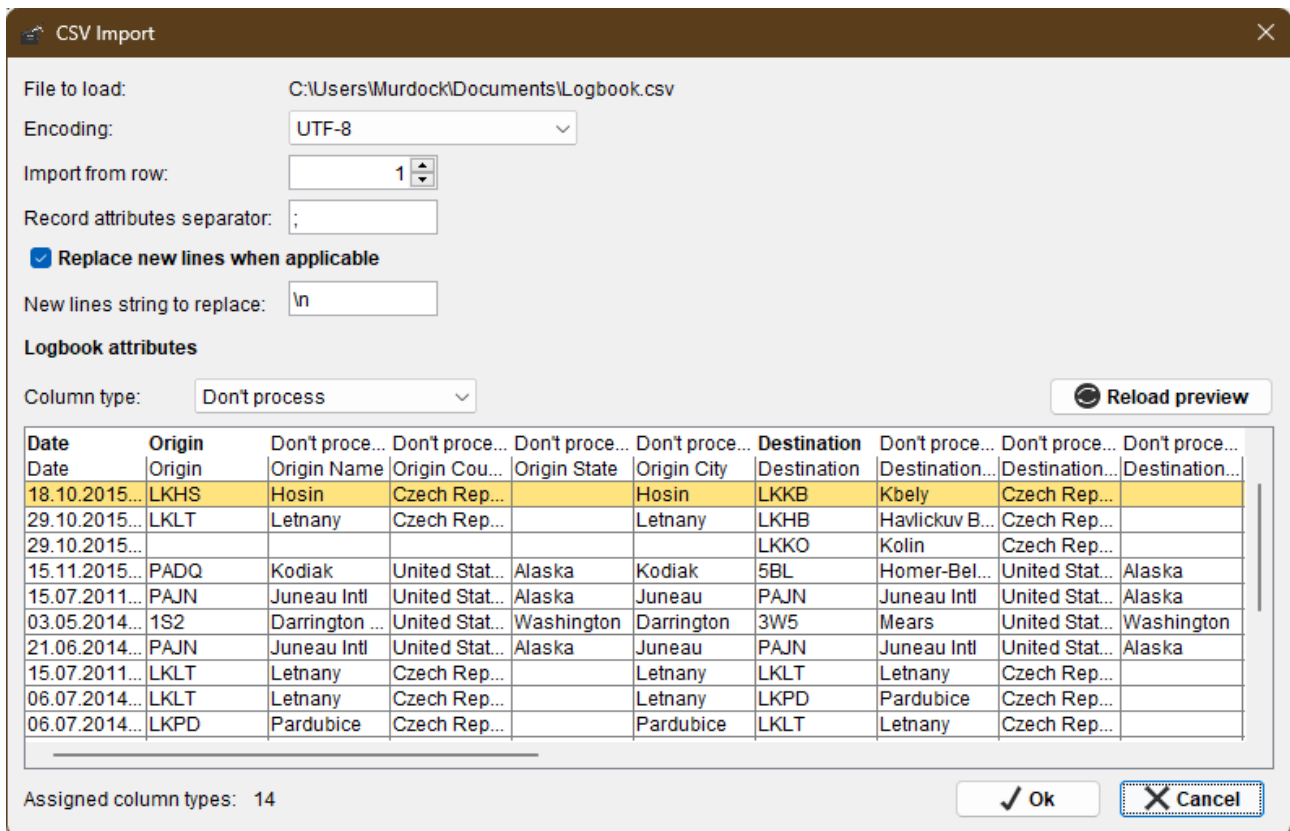 CSV Import
File to load: C:\Users\Murdock\Documents\Logbook.csv
Encoding: UTF-8
Import from row: 1
Record attributes separator: ;
Replace new lines when applicable
New lines string to replace: \n
Logbook attributes
Column type: Don't process Reload preview
Date Origin Don't proce... Don't proce... Don't proce... Don't proce... Destination Don't proce... Don't proce... Don't proce...
Date Origin Origin Name Origin Cou... Origin State Origin City Destination Destination... Destination... Destination...
18.10.2015... LKHS Hosin Czech Rep... Hosin LKKB Kbely Czech Rep...
29.10.2015... LKLT Letnany Czech Rep... Letnany LKHB Havlickuv B... Czech Rep...
29.10.2015... LKKO Kolin Czech Rep...
15.11.2015... PADQ Kodiak United Stat... Alaska Kodiak 5BL Homer-Bel... United Stat... Alaska
15.07.2011... PAJN Juneau Intl United Stat... Alaska Juneau PAJN Juneau Intl United Stat... Alaska
03.05.2014... 1S2 Darrington ... United Stat... Washington Darrington 3W5 Mears United Stat... Washington
21.06.2014... PAJN Juneau Intl United Stat... Alaska Juneau PAJN Juneau Intl United Stat... Alaska
15.07.2011... LKLT Letnany Czech Rep... Letnany LKLT Letnany Czech Rep...
06.07.2014... LKLT Letnany Czech Rep... Letnany LKPD Pardubice Czech Rep...
06.07.2014... LKPD Pardubice Czech Rep... Pardubice LKLT Letnany Czech Rep...
Assigned column types: 14 Ok Cancel